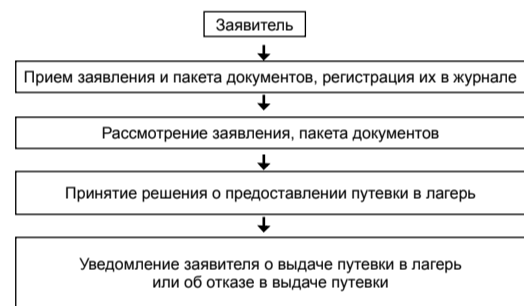 Заявитель
Прием заявления и пакета документов, регистрация их в журнале
Рассмотрение заявления, пакета документов
Принятие решения о предоставлении путевки в лагерь
Уведомление заявителя о выдаче путевки в лагерь
или об отказе в выдаче путевки